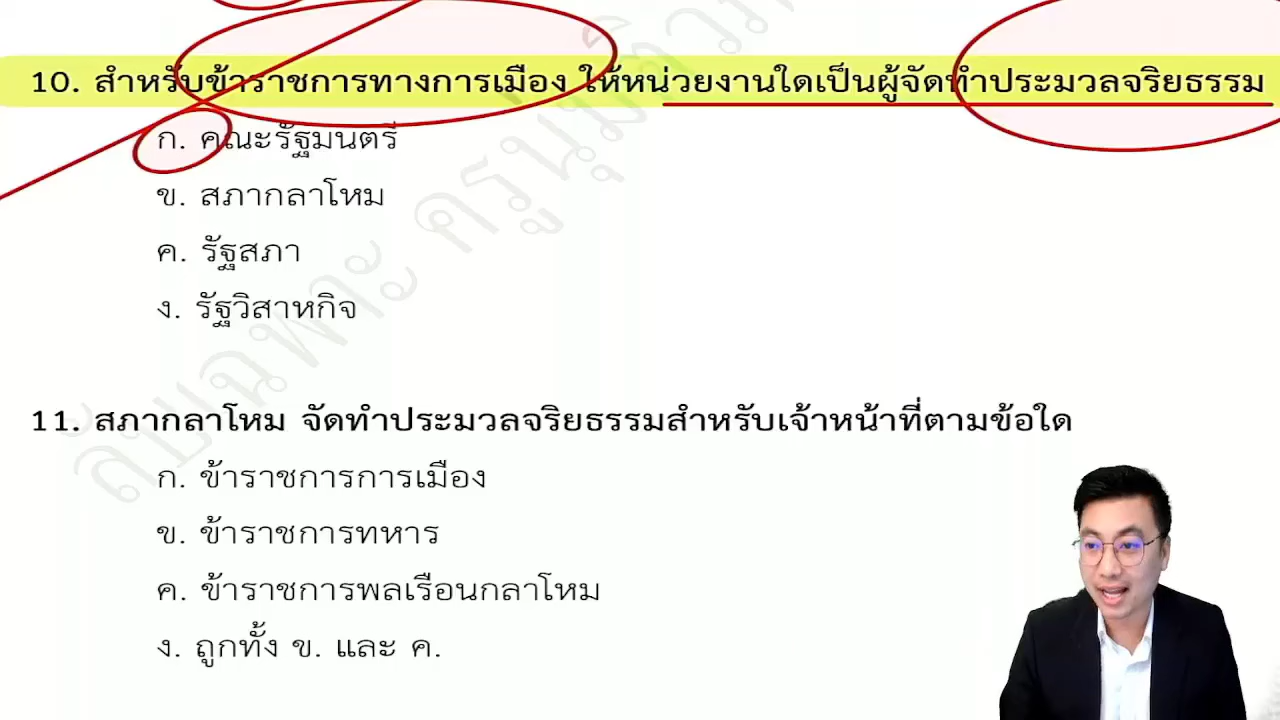 10. สำหรับข้าราชการทางการเมือง ให้หน่วยงานใดเป็นผู้จัดทำประมวลจริยธรรม
ก. คณะรัฐมนตรี
ข. สภากลาโหม
ค. รัฐสภา
ง. รัฐวิสาหกิจ
11. สภากลาโหม จัดทำประมวลจริยธรรมสำหรับเจ้าหน้าที่ตามข้อใด
ก. ข้าราชการการเมือง
ข. ข้าราชการทหาร
ค. ข้าราชการพลเรือนกลาโหม
ง. ถูกทั้ง ข. และ ค.